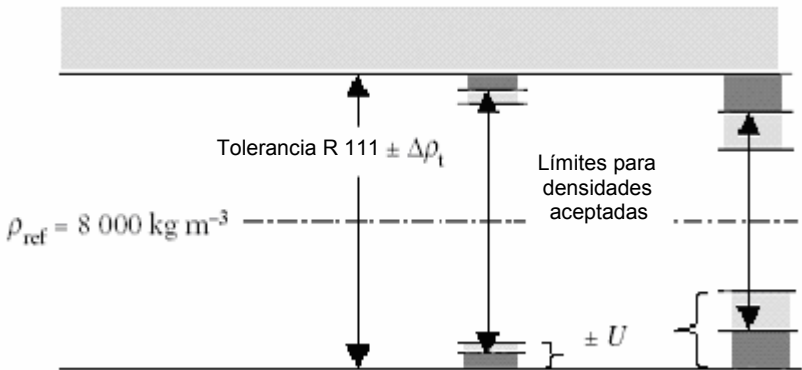 Tolerancia R 111 ± Δρt
Límites para
densidades
aceptadas
ρref = 8 000 kg m–3
± U